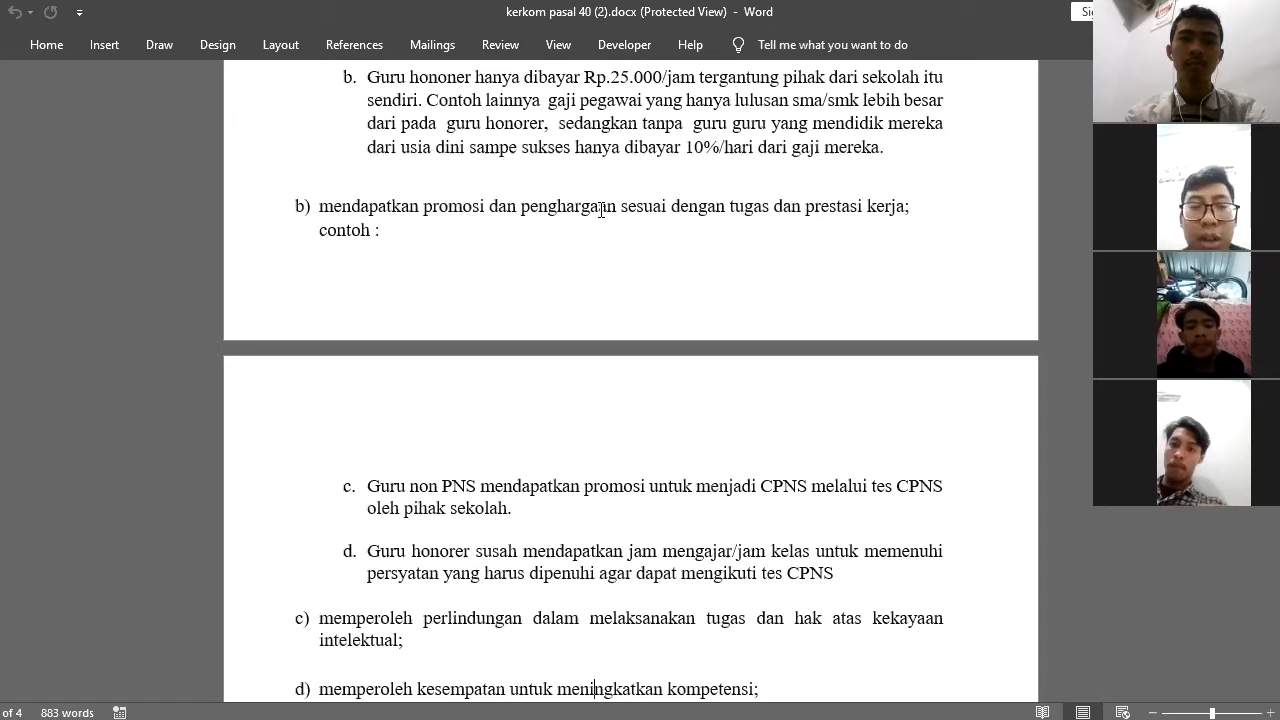 kerkom pasal 40 (2).docx (Protected View) - Word
Home Insert Draw Design Layout References Mailings Review View Developer Help Tell me what you want to do
b. Guru hononer hanya dibayar Rp.25.000/jam tergantung pihak dari sekolah itu
sendiri. Contoh lainnya gaji pegawai yang hanya lulusan sma/smk lebih besar
dari pada guru honorer, sedangkan tanpa guru guru yang mendidik mereka
dari usia dini sampe sukses hanya dibayar 10%/hari dari gaji mereka.
b) mendapatkan promosi dan penghargaan sesuai dengan tugas dan prestasi kerja;
contoh :
c. Guru non PNS mendapatkan promosi untuk menjadi CPNS melalui tes CPNS
oleh pihak sekolah.
d. Guru honorer susah mendapatkan jam mengajar/jam kelas untuk memenuhi
persyatan yang harus dipenuhi agar dapat mengikuti tes CPNS
c) memperoleh perlindungan dalam melaksanakan tugas dan hak atas kekayaan
intelektual;
d) memperoleh kesempatan untuk meningkatkan kompetensi;
of 4 883 words